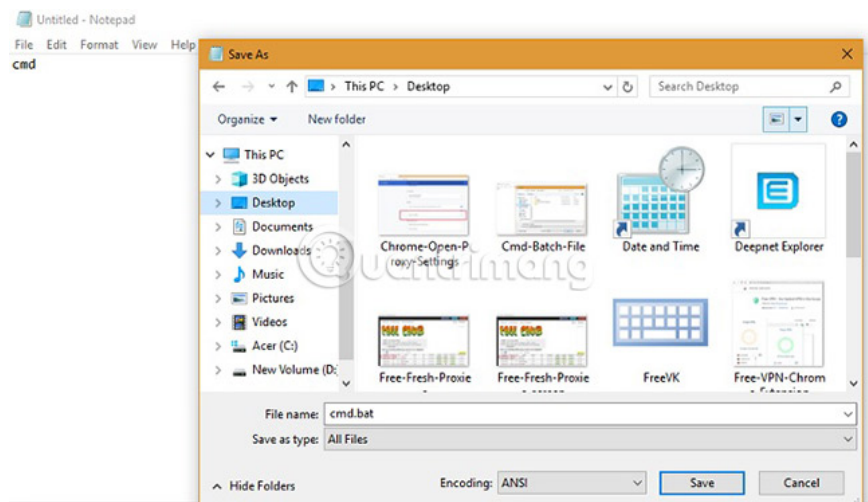 Untitled - Notepad
File Edit Format View Help
cmd
Save As
This PC > Desktop
Search Desktop
Organize
New folder
This PC
3D Objects
Desktop
Documents
Downloads
Music
Pictures
Videos
Acer (C:)
New Volume (D:
Chrome-Open-P
roxy-Settings
Cmd-Batch-File
Date and Time
Deepnet Explorer
Free-Fresh-Proxie
Free-Fresh-Proxie
FreeVK
Free-VPN-Chrom
Quantrimang
File name: cmd.bat
Save as type: All Files
Hide Folders
Encoding: ANSI
Save
Cancel